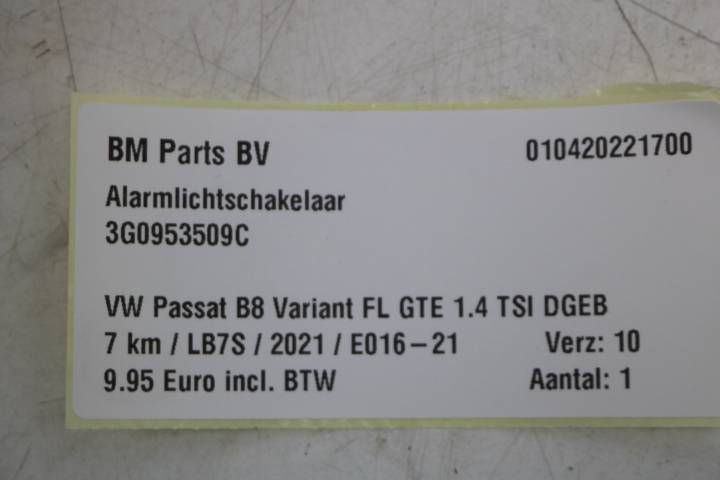 BM Parts BV 010420221700
Alarmlichtschakelaar
3G0953509C
VW Passat B8 Variant FL GTE 1.4 TSI DGEB
7 km / LB7S / 2021 / E016-21 Verz: 10
9.95 Euro incl. BTW Aantal: 1